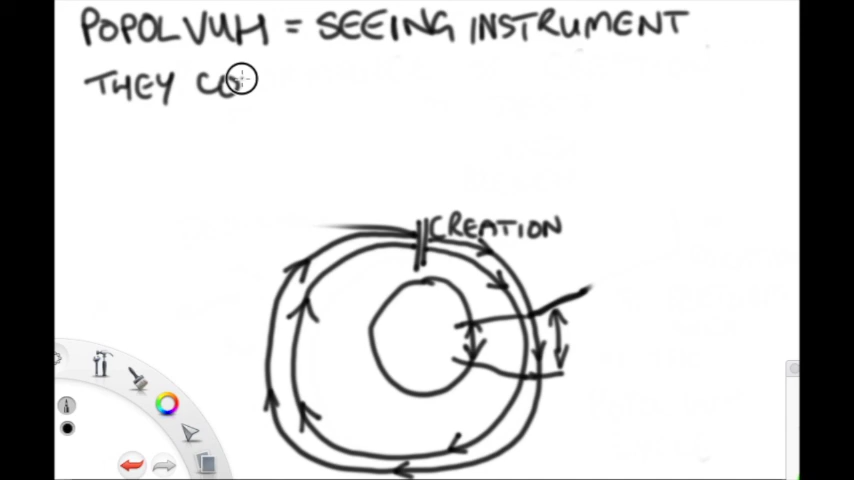 POPOL VUH = SEEING INSTRUMENT
THEY CO
CREATION